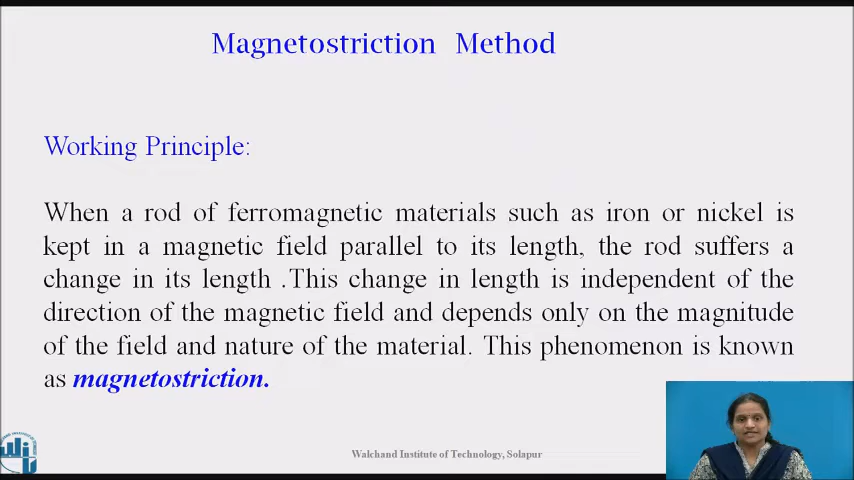 Magnetostriction Method
Working Principle:
When a rod of ferromagnetic materials such as iron or nickel is
kept in a magnetic field parallel to its length, the rod suffers a
change in its length .This change in length is independent of the
direction of the magnetic field and depends only on the magnitude
of the field and nature of the material. This phenomenon is known
as magnetostriction.
Walchand Institute of Technology, Solapur